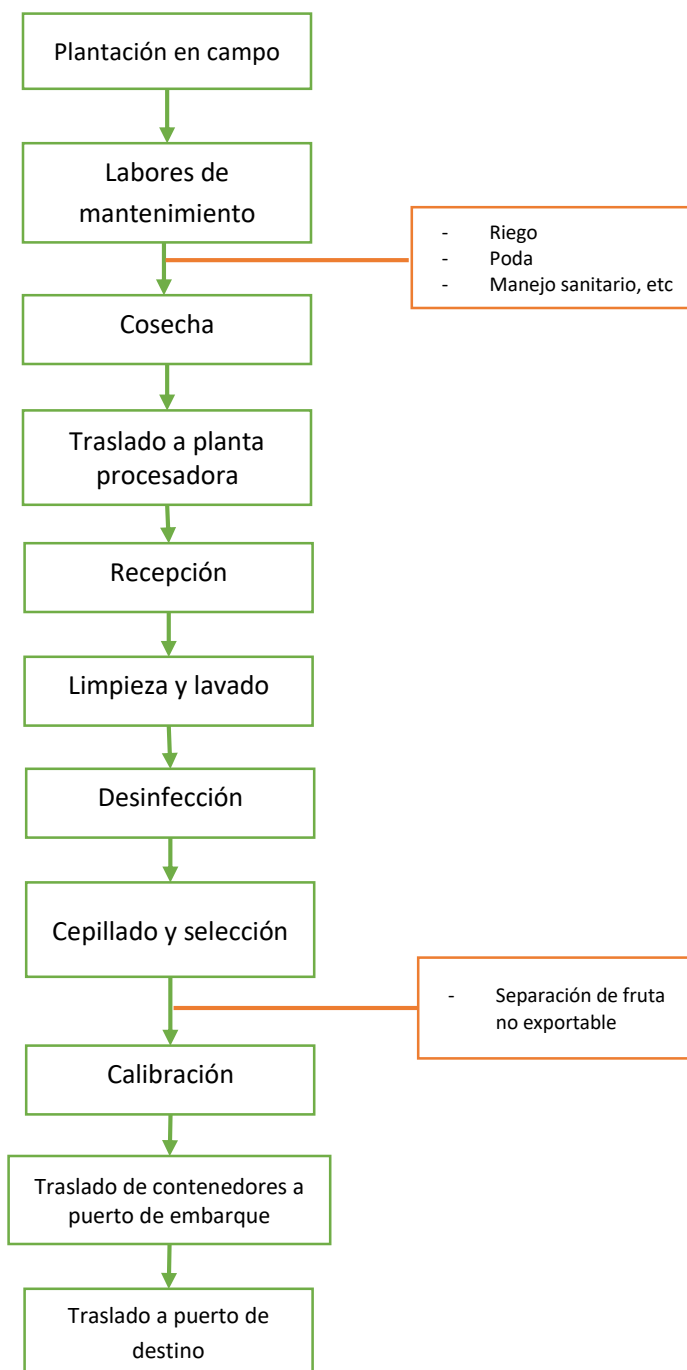 Plantación en campo
Labores de
mantenimiento
- Riego
- Poda
- Manejo sanitario, etc
Cosecha
Traslado a planta
procesadora
Recepción
Limpieza y lavado
Desinfección
Cepillado y selección
- Separación de fruta
no exportable
Calibración
Traslado de contenedores a
puerto de embarque
Traslado a puerto de
destino